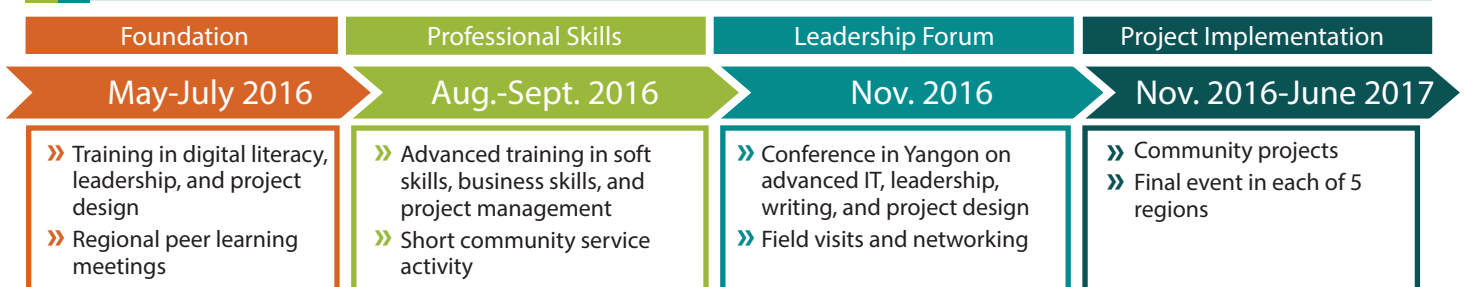 Foundation
Professional Skills
Leadership Forum
Project Implementation
May-July 2016
Aug.-Sept. 2016
Nov. 2016
Nov. 2016-June 2017
» Training in digital literacy,
leadership, and project
design
» Regional peer learning
meetings
» Advanced training in soft
skills, business skills, and
project management
» Short community service
activity
» Conference in Yangon on
advanced IT, leadership,
writing, and project design
» Field visits and networking
» Community projects
» Final event in each of 5
regions